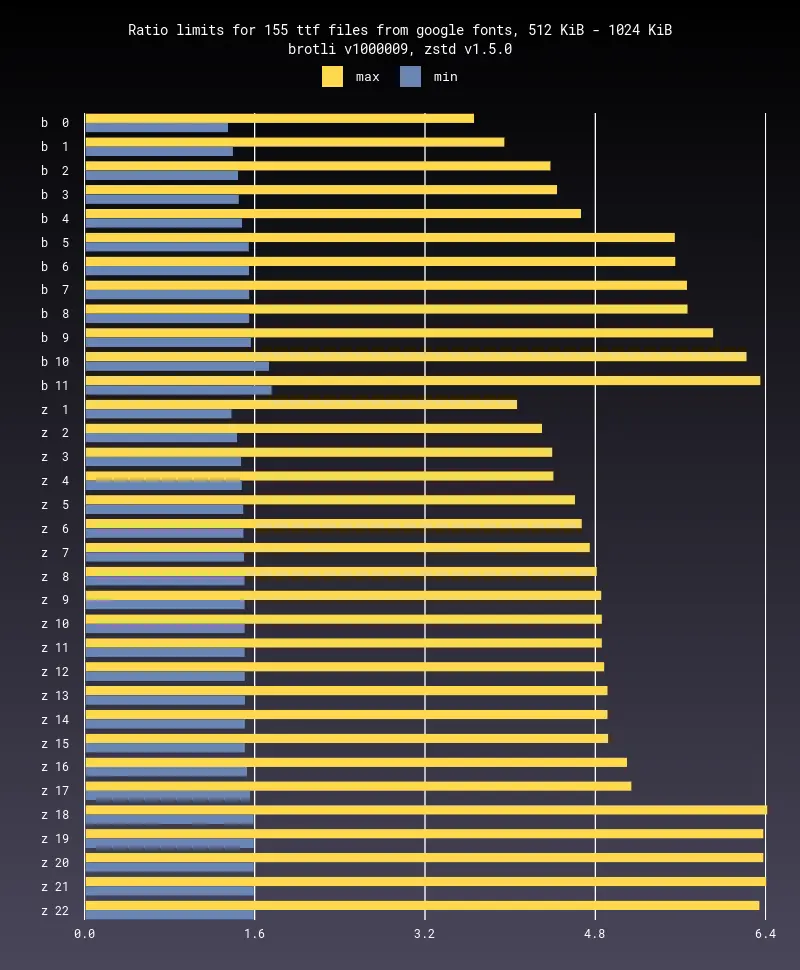 Ratio limits for 155 ttf files from google fonts, 512 KiB - 1024 KiB
brotli v1000009, zstd v1.5.0
max min
b 0
b 1
b 2
b 3
b 4
b 5
b 6
b 7
b 8
b 9
b 10
b 11
z 1
z 2
z 3
z 4
z 5
z 6
z 7
z 8
z 9
z 10
z 11
z 12
z 13
z 14
z 15
z 16
z 17
z 18
z 19
z 20
z 21
z 22
0.0 1.6 3.2 4.8 6.4